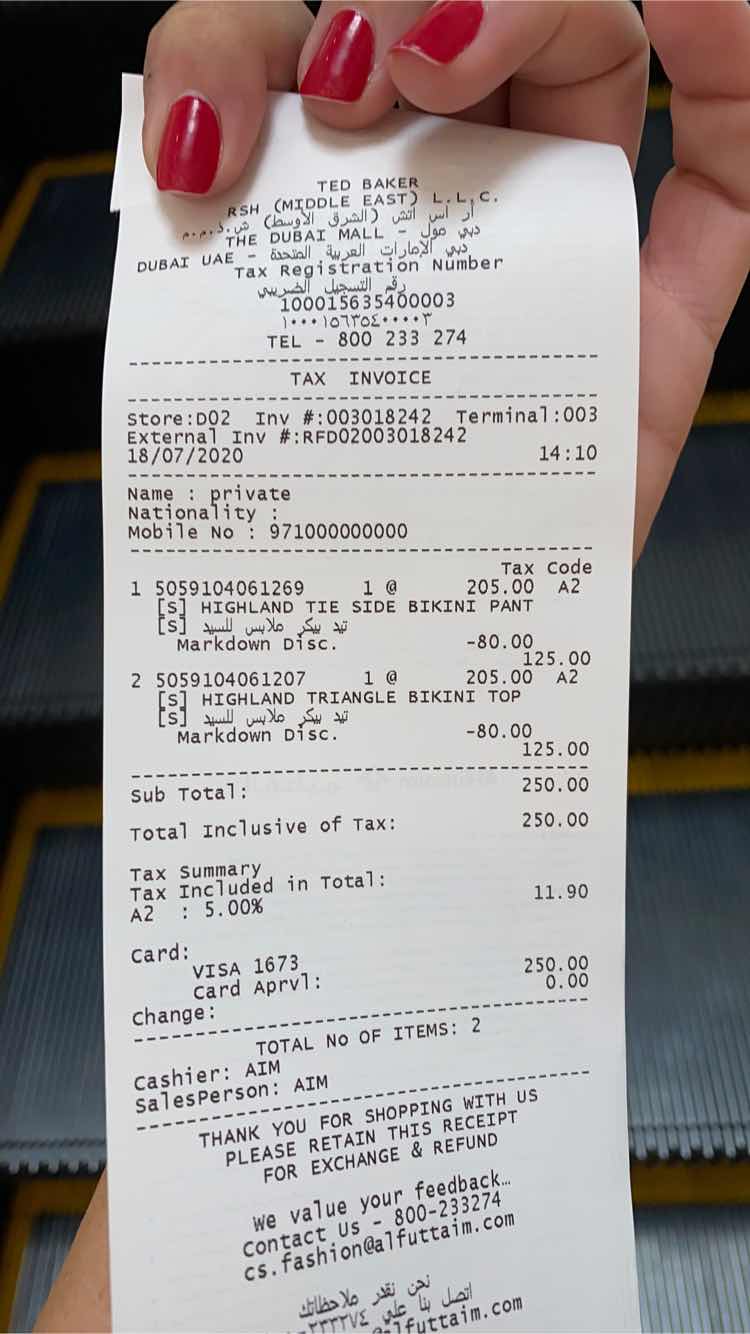 TED BAKER
RSH (MIDDLE EAST) L.L.C.
ار اس اتش (الشرق الاوسط) ش.ذ.م.م
THE DUBAI MALL - دبي مول
DUBAI UAE - دبي الإمارات العربية المتحدة
Tax Registration Number
رقم التسجيل الضريبي
100015635400003
١٠٠٠١٥٦٣٥٤٠٠٠٠٣
TEL - 800 233 274
TAX INVOICE
Store:D02 Inv #:003018242 Terminal:003
External Inv #:RFD02003018242
18/07/2020 14:10
Name : private
Nationality :
Mobile No : 971000000000
Tax Code
1 5059104061269 1 @ 205.00 A2
[S] HIGHLAND TIE SIDE BIKINI PANT
[S] تيد بيكر ملابس للسيد
Markdown Disc. -80.00
125.00
2 5059104061207 1 @ 205.00 A2
[S] HIGHLAND TRIANGLE BIKINI TOP
[S] تيد بيكر ملابس للسيد
Markdown Disc. -80.00
125.00
Sub Total: 250.00
Total Inclusive of Tax: 250.00
Tax Summary
Tax Included in Total:
A2 : 5.00% 11.90
Card:
VISA 1673 250.00
Card Aprvl:
Change: 0.00
TOTAL No OF ITEMS: 2
Cashier: AIM
SalesPerson: AIM
THANK YOU FOR SHOPPING WITH US
PLEASE RETAIN THIS RECEIPT
FOR EXCHANGE & REFUND
We value your feedback…
Contact Us - 800-233274
cs.fashion@alfuttaim.com
نحن نقدر ملاحظاتك
اتصل بنا علي